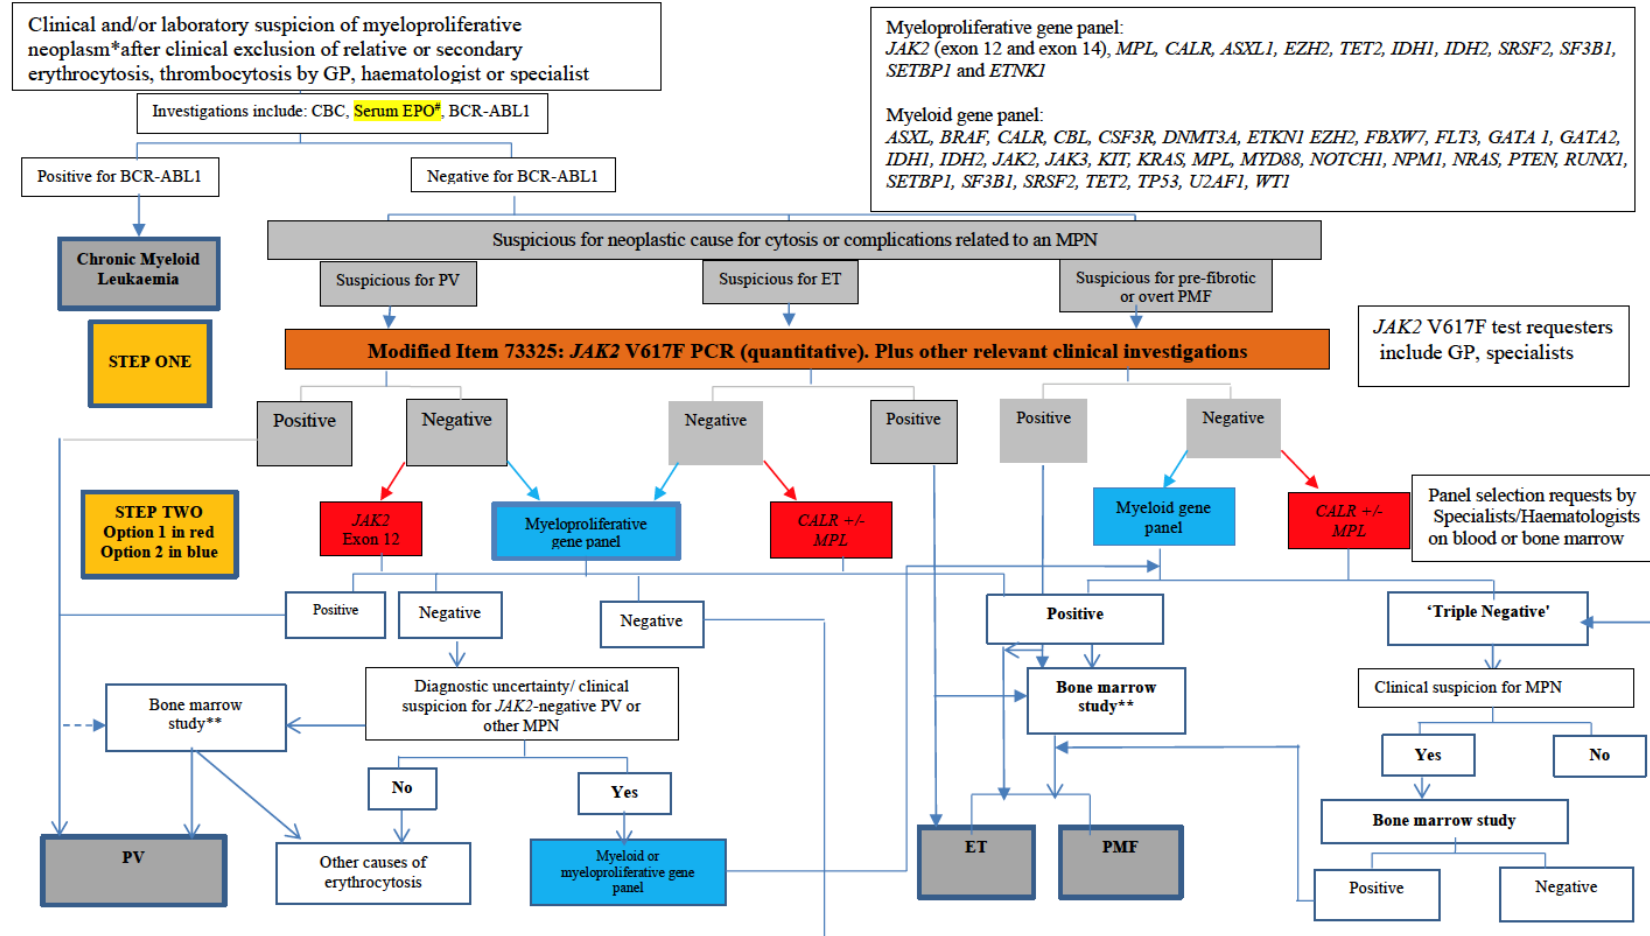 Clinical and/or laboratory suspicion of myeloproliferative
neoplasm*after clinical exclusion of relative or secondary
erythrocytosis, thrombocytosis by GP, haematologist or specialist
Myeloproliferative gene panel:
JAK2 (exon 12 and exon 14), MPL, CALR, ASXL1, EZH2, TET2, IDH1, IDH2, SRSF2, SF3B1,
SETBP1 and ETNK1
Myeloid gene panel:
ASXL, BRAF, CALR, CBL, CSF3R, DNMT3A, ETKN1 EZH2, FBXW7, FLT3, GATA 1, GATA2,
IDH1, IDH2, JAK2, JAK3, KIT, KRAS, MPL, MYD88, NOTCH1, NPM1, NRAS, PTEN, RUNX1,
SETBP1, SF3B1, SRSF2, TET2, TP53, U2AF1, WT1
Investigations include: CBC, Serum EPO#, BCR-ABL1
Positive for BCR-ABL1
Negative for BCR-ABL1
Chronic Myeloid
Leukaemia
Suspicious for neoplastic cause for cytosis or complications related to an MPN
Suspicious for PV
Suspicious for ET
Suspicious for pre-fibrotic
or overt PMF
STEP ONE
Modified Item 73325: JAK2 V617F PCR (quantitative). Plus other relevant clinical investigations
JAK2 V617F test requesters
include GP, specialists
Positive
Negative
Negative
Positive
Positive
Negative
STEP TWO
Option 1 in red
Option 2 in blue
JAK2
Exon 12
Myeloproliferative
gene panel
CALR +/-
MPL
Myeloid gene
panel
CALR +/-
MPL
Panel selection requests by
Specialists/Haematologists
on blood or bone marrow
Positive
Negative
Negative
Positive
‘Triple Negative'
Bone marrow
study**
Diagnostic uncertainty/ clinical
suspicion for JAK2-negative PV or
other MPN
Bone marrow
study**
Clinical suspicion for MPN
No
Yes
Yes
No
Bone marrow study
PV
Other causes of
erythrocytosis
Myeloid or
myeloproliferative gene
panel
ET
PMF
Positive
Negative